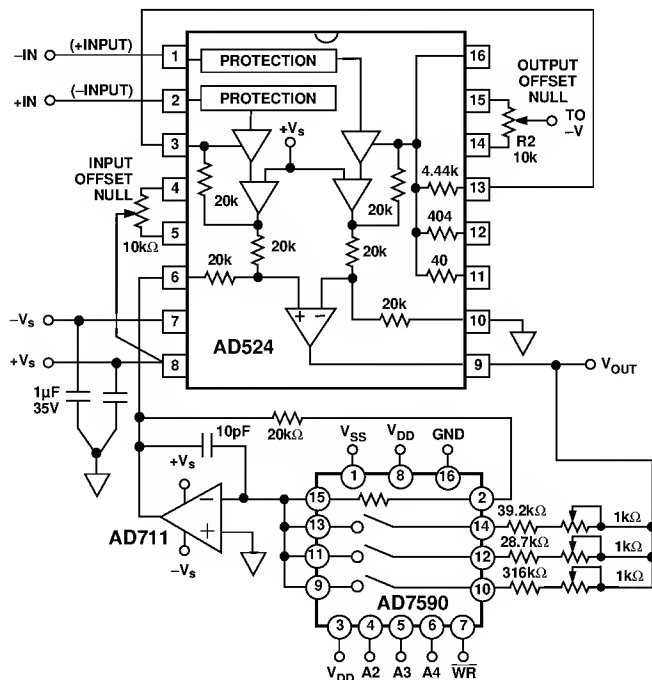 −IN (+INPUT) 1 PROTECTION 16
OUTPUT
OFFSET
NULL
+IN (−INPUT) 2 PROTECTION 15
TO
−V
3 +Vs 14 R2
10k
INPUT
OFFSET
NULL
4 20k 20k 4.44k 13
10kΩ 5 20k 20k 404 12
6 20k 40 11
20k
−Vs 7 + − 10
+Vs 8 AD524 9 VOUT
1µF
35V
10pF 20kΩ
VSS VDD GND
1 8 16
+Vs
15 2
39.2kΩ
AD711 − + 13 14 1kΩ
28.7kΩ
11 12 1kΩ
316kΩ
−Vs 9 10 1kΩ
AD7590
3 4 5 6 7
VDD A2 A3 A4 WR